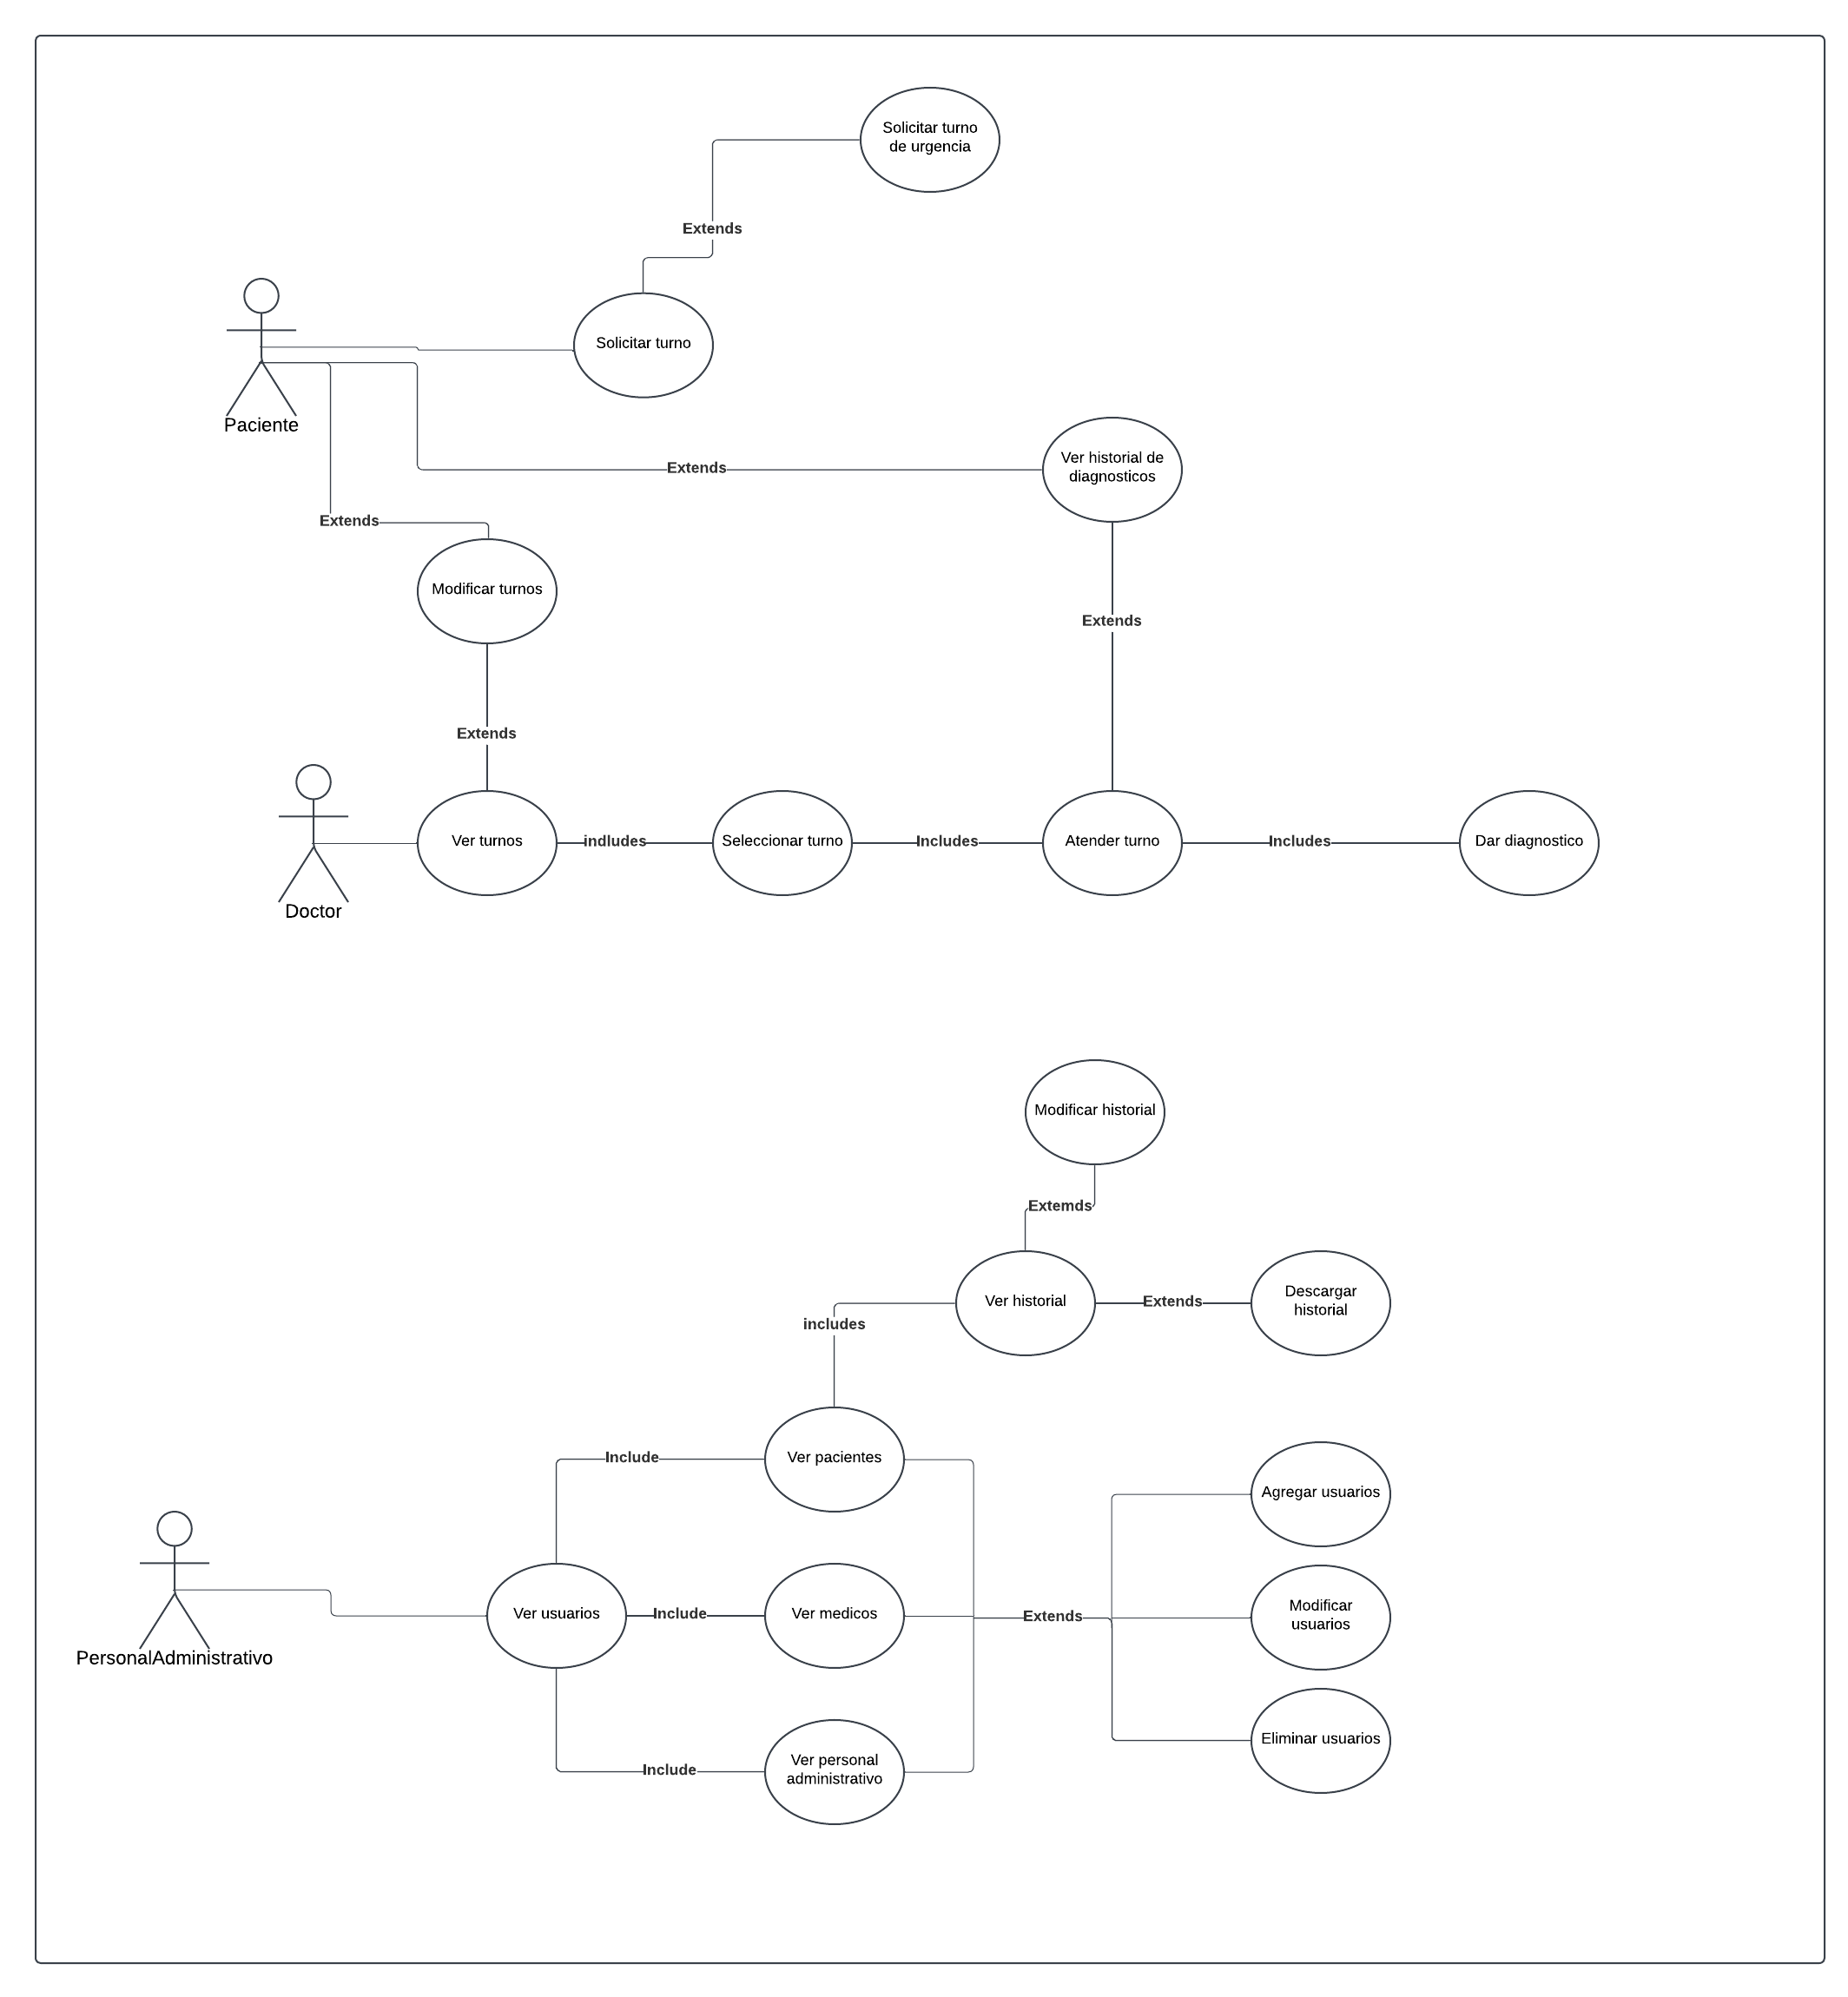 Solicitar turno
de urgencia
Extends
Solicitar turno
Paciente
Ver historial de
diagnosticos
Extends
Extends
Modificar turnos
Extends
Extends
Ver turnos
indludes
Seleccionar turno
Includes
Atender turno
Includes
Dar diagnostico
Doctor
Modificar historial
Extemds
Ver historial
Extends
Descargar
historial
includes
Ver pacientes
Include
Agregar usuarios
Ver usuarios
Include
Ver medicos
Extends
Modificar
usuarios
PersonalAdministrativo
Eliminar usuarios
Include
Ver personal
administrativo